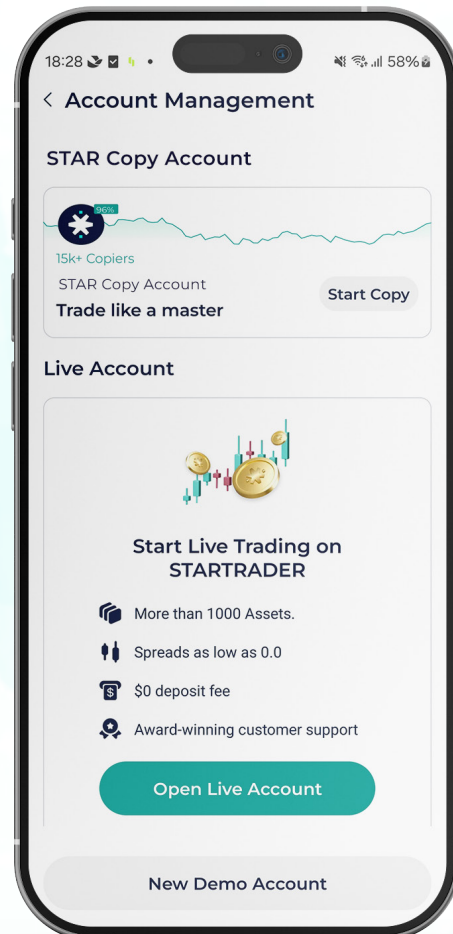 18:28
58%
Account Management
STAR Copy Account
96%
15k+ Copiers
STAR Copy Account
Trade like a master
Start Copy
Live Account
Start Live Trading on
STARTRADER
More than 1000 Assets.
Spreads as low as 0.0
$0 deposit fee
Award-winning customer support
Open Live Account
New Demo Account